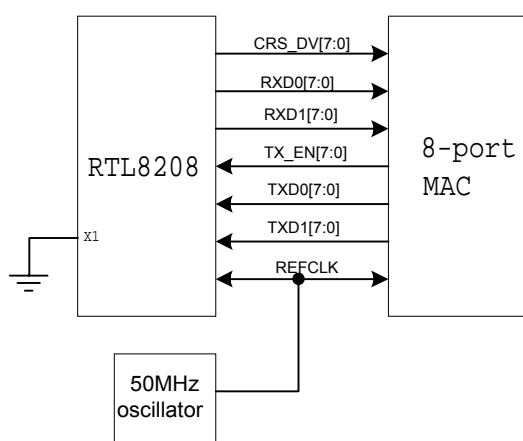 CRS_DV[7:0]
RXD0[7:0]
RXD1[7:0]
TX_EN[7:0]
RTL8208
8-port
MAC
TXD0[7:0]
TXD1[7:0]
X1
REFCLK
50MHz
oscillator